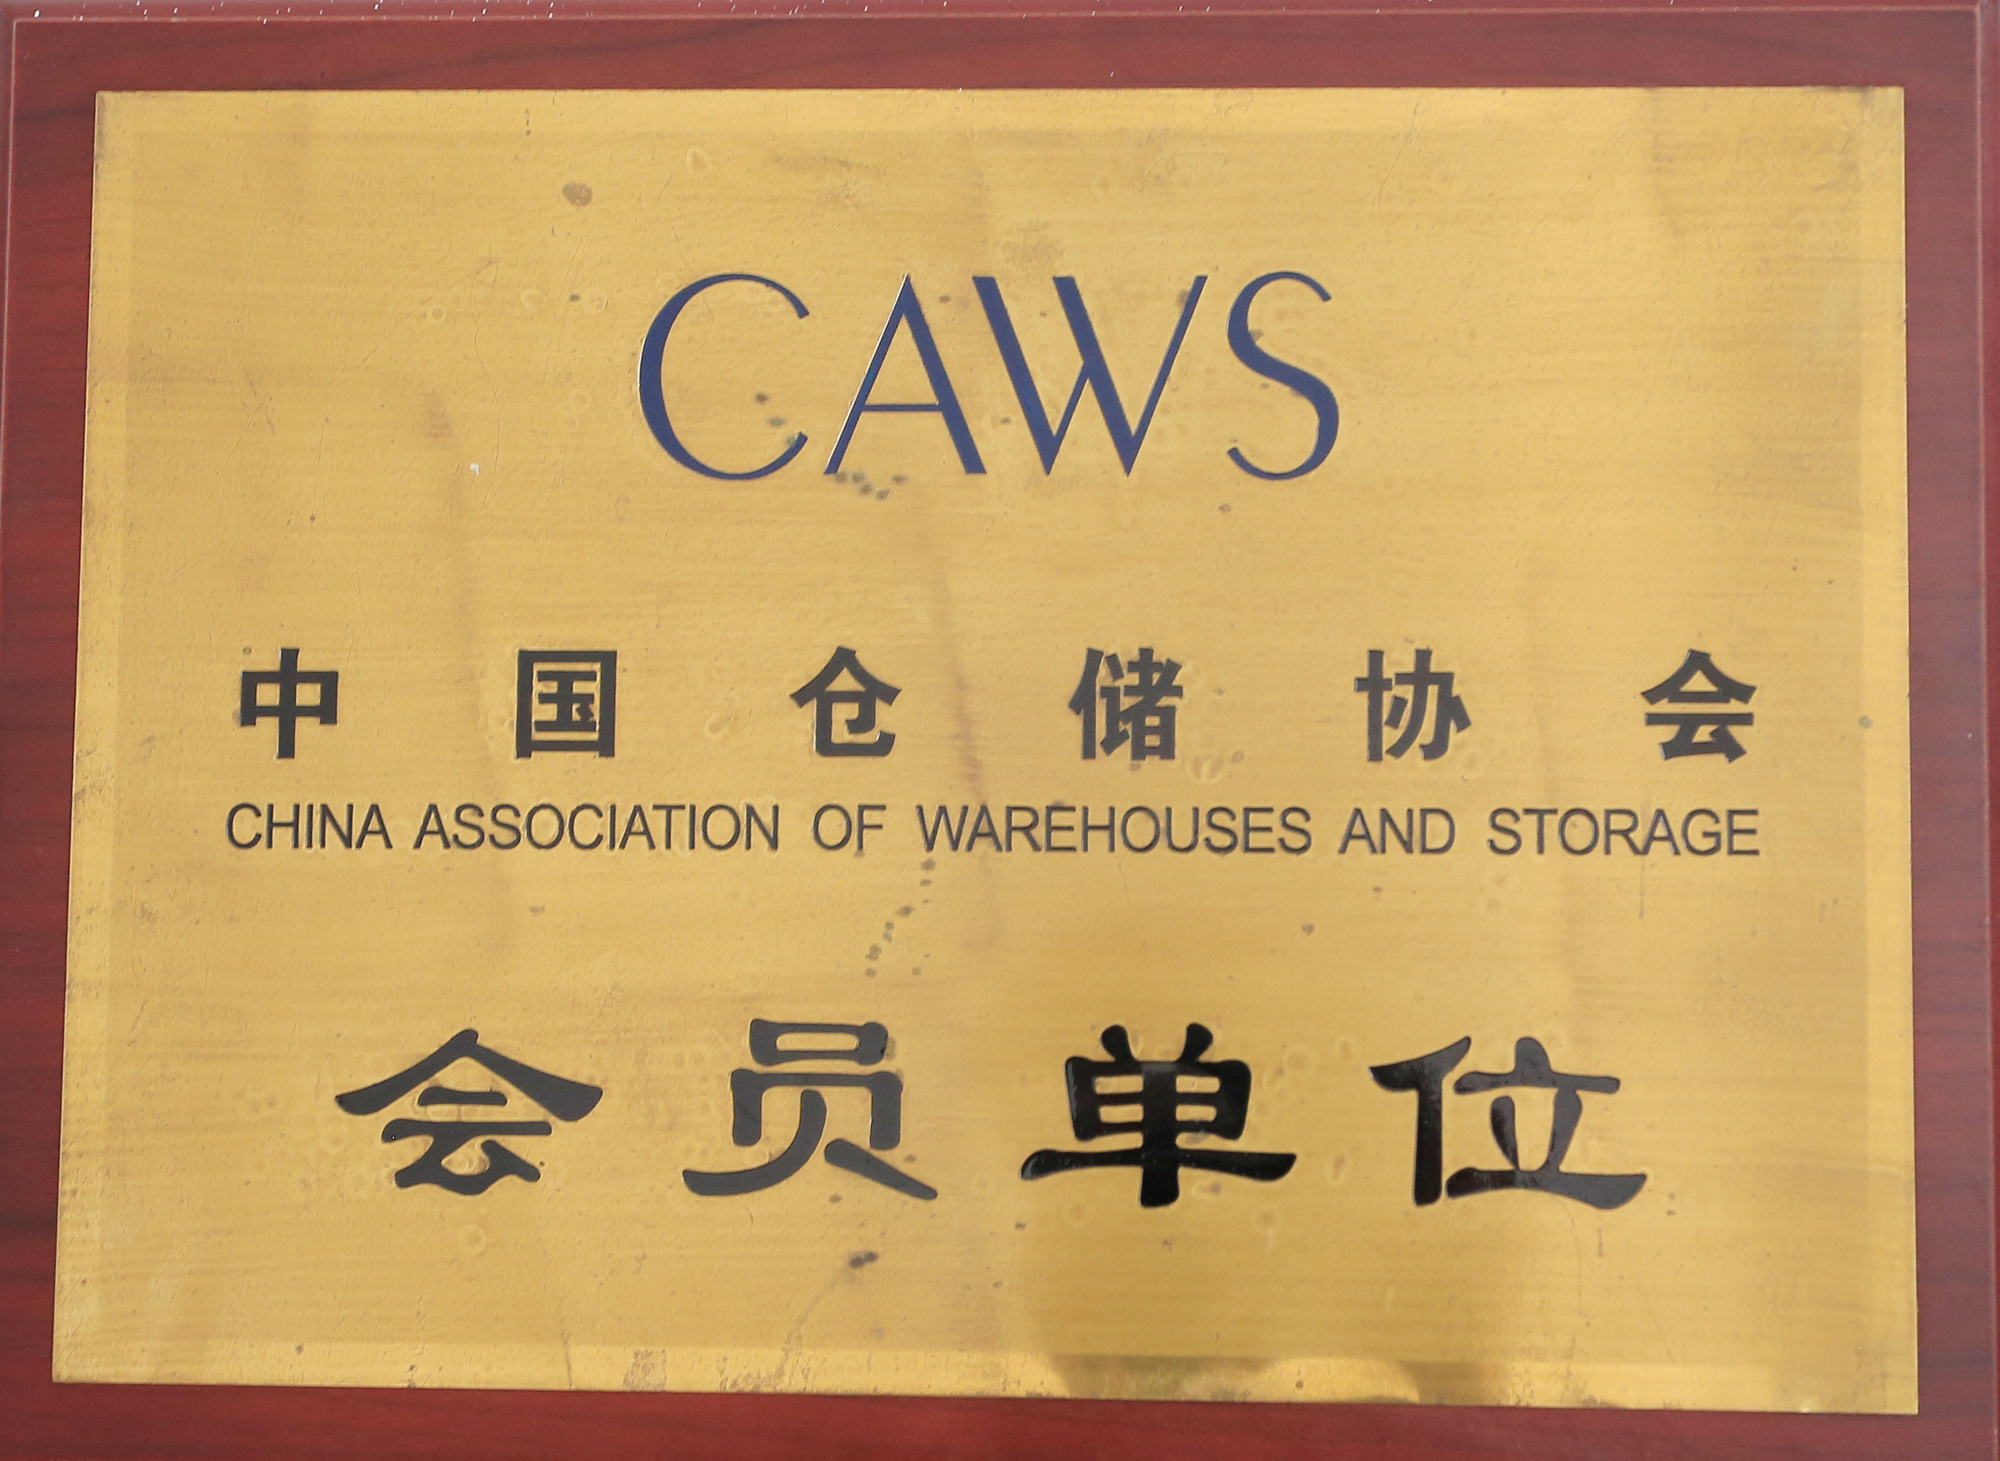 CAWS
中国仓储协会
CHINA ASSOCIATION OF WAREHOUSES AND STORAGE
会员单位